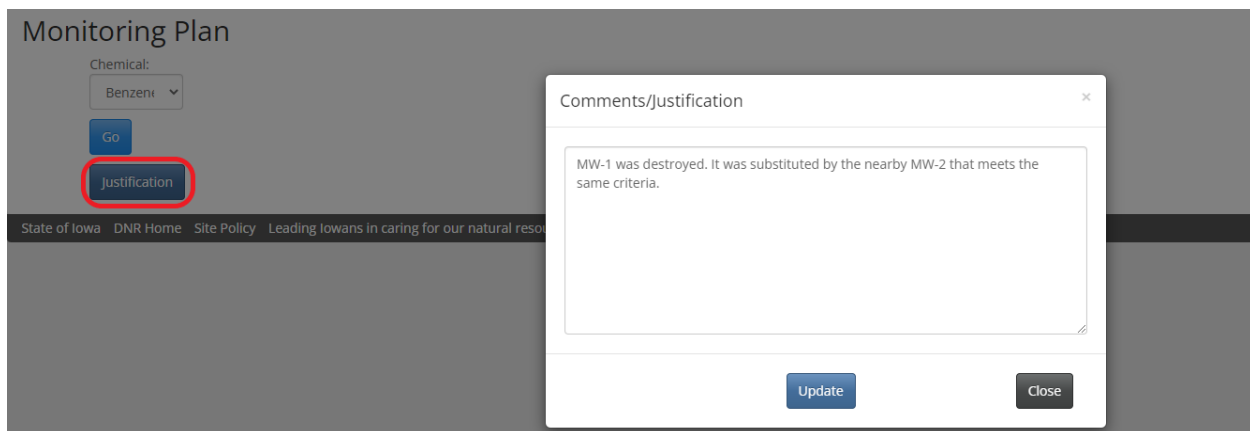 Monitoring Plan
Chemical:
Benzene
Go
Justification
State of Iowa DNR Home Site Policy Leading Iowans in caring for our natural
Comments/Justification
×
MW-1 was destroyed. It was substituted by the nearby MW-2 that meets the
same criteria.
Update
Close